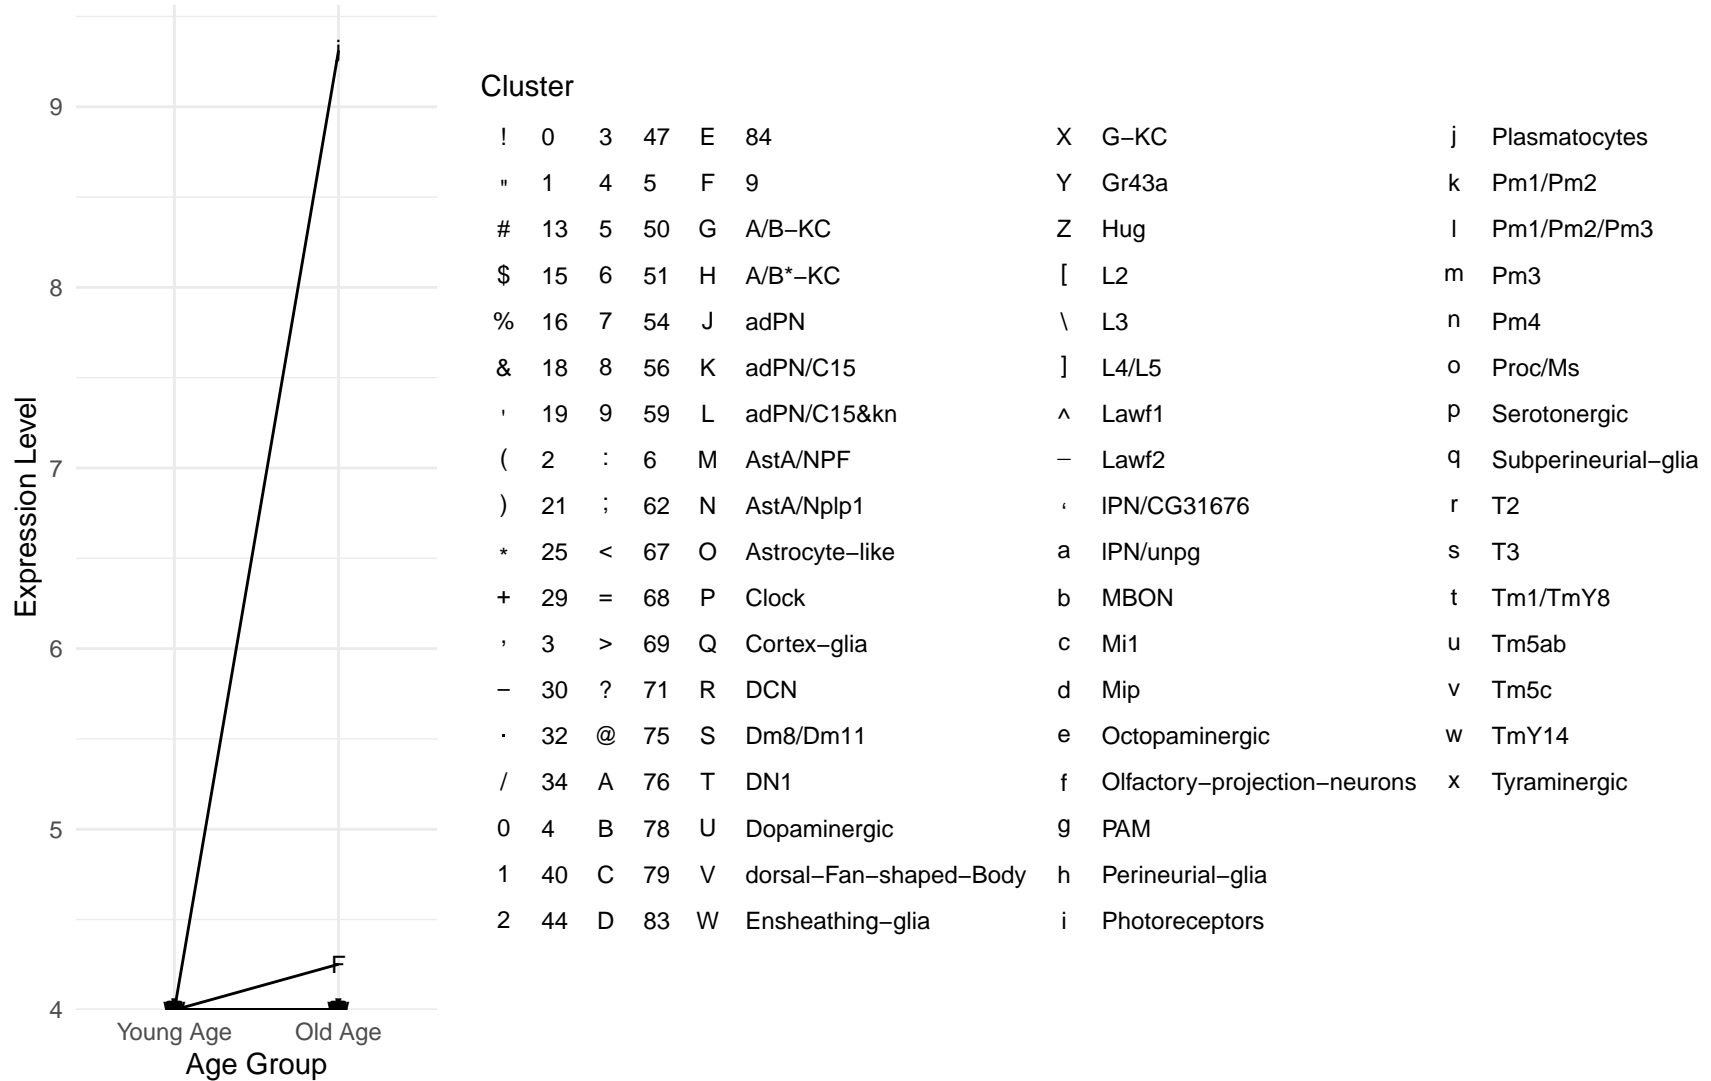 Cluster
! 0 3 47 E 84 X G−KC j Plasmatocytes
" 1 4 5 F 9 Y Gr43a k Pm1/Pm2
# 13 5 50 G A/B−KC Z Hug l Pm1/Pm2/Pm3
$ 15 6 51 H A/B*−KC [ L2 m Pm3
% 16 7 54 J adPN \ L3 n Pm4
& 18 8 56 K adPN/C15 ] L4/L5 o Proc/Ms
' 19 9 59 L adPN/C15&kn ^ Lawf1 p Serotonergic
( 2 : 6 M AstA/NPF _ Lawf2 q Subperineurial−glia
) 21 ; 62 N AstA/Nplp1 ‘ lPN/CG31676 r T2
* 25 < 67 O Astrocyte−like a lPN/unpg s T3
+ 29 = 68 P Clock b MBON t Tm1/TmY8
, 3 > 69 Q Cortex−glia c Mi1 u Tm5ab
− 30 ? 71 R DCN d Mip v Tm5c
. 32 @ 75 S Dm8/Dm11 e Octopaminergic w TmY14
/ 34 A 76 T DN1 f Olfactory−projection−neurons x Tyraminergic
0 4 B 78 U Dopaminergic g PAM
1 40 C 79 V dorsal−Fan−shaped−Body h Perineurial−glia
2 44 D 83 W Ensheathing−glia i Photoreceptors
Expression Level
9
8
7
6
5
4
F
Young Age Old Age
Age Group